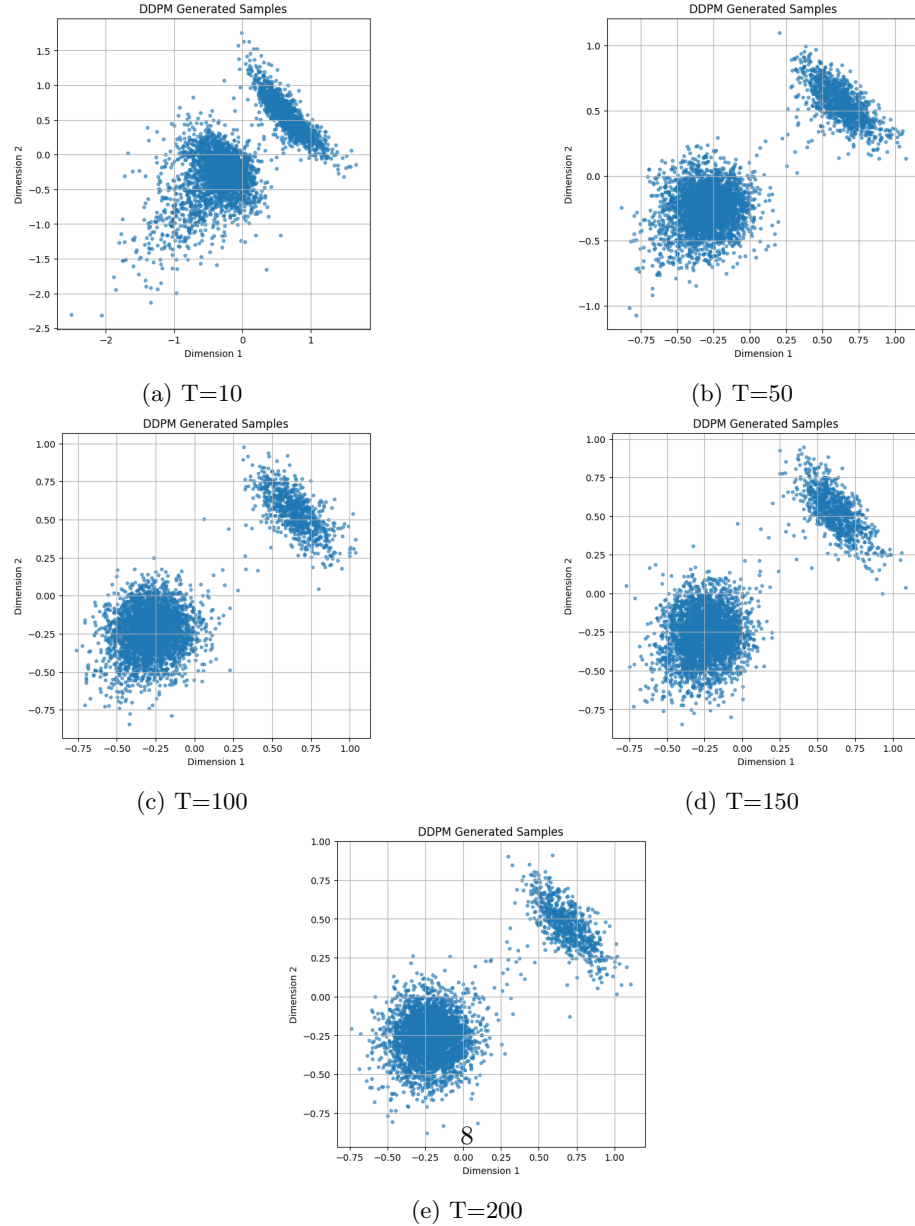 DDPM Generated Samples
Dimension 2
1.5
1.0
0.5
0.0
−0.5
−1.0
−1.5
−2.0
−2.5
−2 −1 0 1
Dimension 1
(a) T=10
DDPM Generated Samples
Dimension 2
1.0
0.5
0.0
−0.5
−1.0
−0.75 −0.50 −0.25 0.00 0.25 0.50 0.75 1.00
Dimension 1
(b) T=50
DDPM Generated Samples
Dimension 2
1.00
0.75
0.50
0.25
0.00
−0.25
−0.50
−0.75
−0.75 −0.50 −0.25 0.00 0.25 0.50 0.75 1.00
Dimension 1
(c) T=100
DDPM Generated Samples
Dimension 2
1.00
0.75
0.50
0.25
0.00
−0.25
−0.50
−0.75
−0.75 −0.50 −0.25 0.00 0.25 0.50 0.75 1.00
Dimension 1
(d) T=150
DDPM Generated Samples
Dimension 2
1.00
0.75
0.50
0.25
0.00
−0.25
−0.50
−0.75
8
−0.75 −0.50 −0.25 0.00 0.25 0.50 0.75 1.00
Dimension 1
(e) T=200